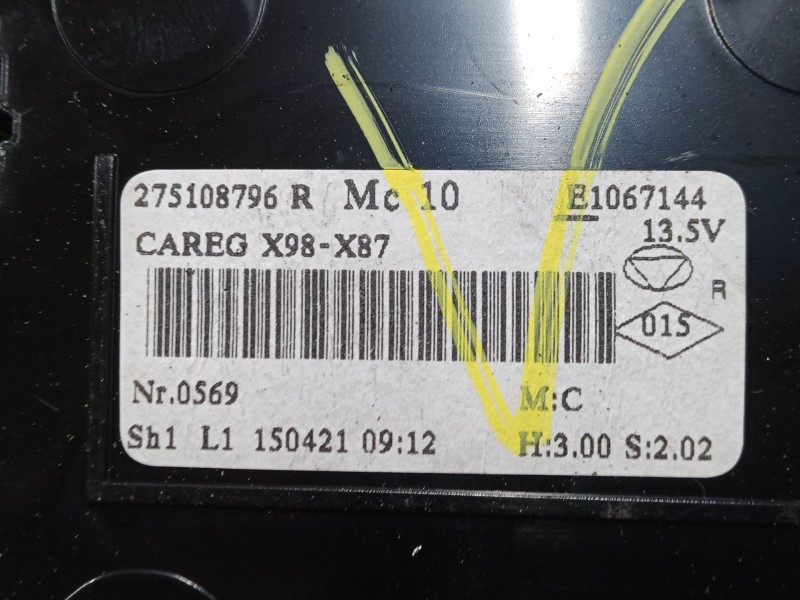 275108796 R Mc 10 E1067144
CAREG X98-X87 13.5V
R
015
Nr.0569 M:C
Sh1 L1 150421 09:12 H:3.00 S:2.02